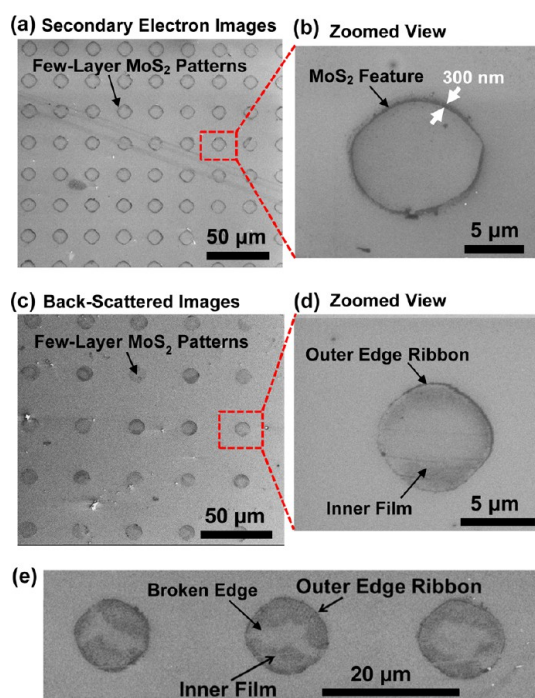 (a) Secondary Electron Images
Few-Layer MoS₂ Patterns
50 µm
(b) Zoomed View
MoS₂ Feature
300 nm
5 µm
(c) Back-Scattered Images
Few-Layer MoS₂ Patterns
50 µm
(d) Zoomed View
Outer Edge Ribbon
Inner Film
5 µm
(e)
Broken Edge
Outer Edge Ribbon
Inner Film
20 µm